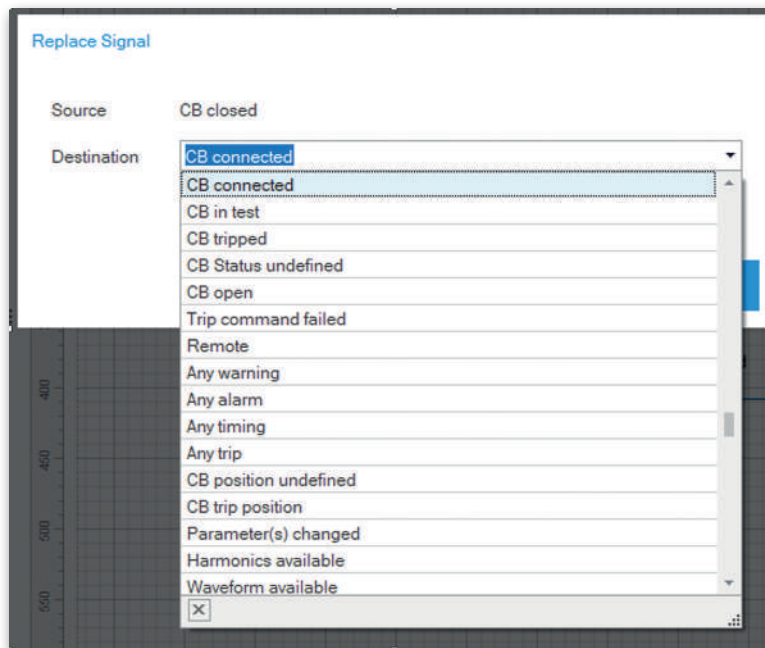 Replace Signal
Source CB closed
Destination CB connected
CB connected
CB in test
CB tripped
CB Status undefined
CB open
Trip command failed
Remote
Any warning
Any alarm
Any timing
Any trip
CB position undefined
CB trip position
Parameter(s) changed
Harmonics available
Waveform available
400
450
500
550